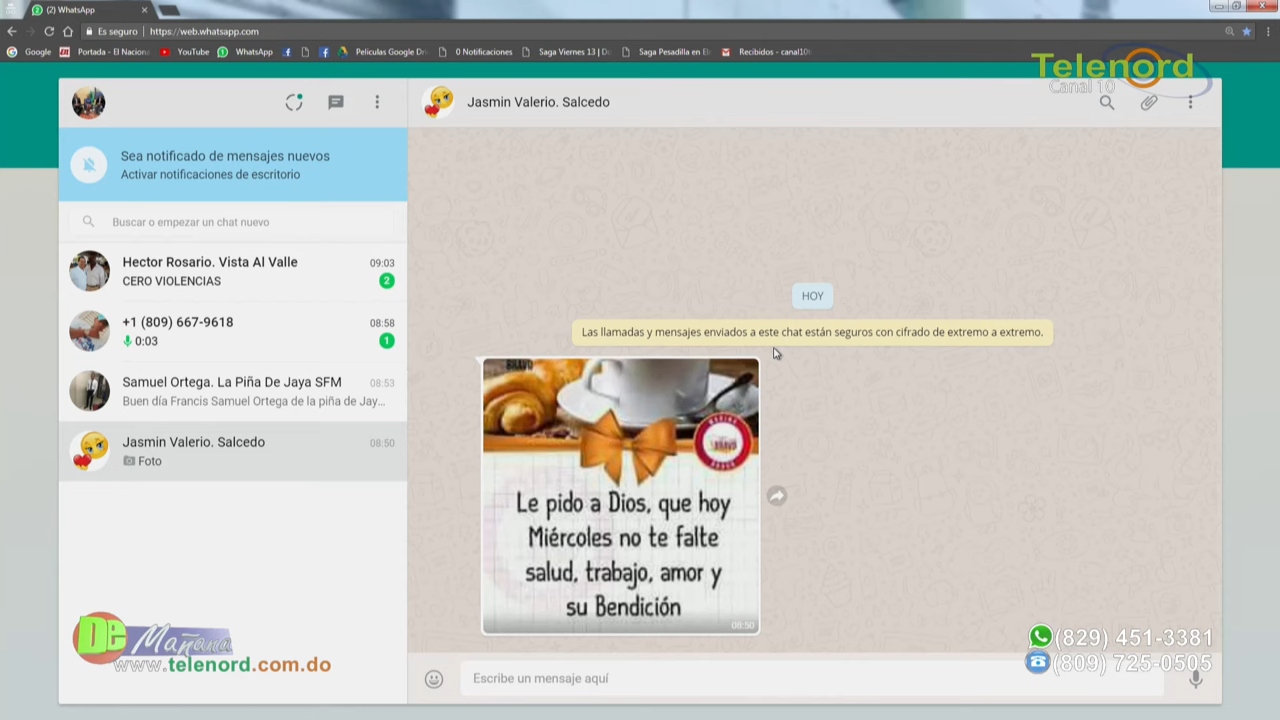 (2) WhatsApp
Es seguro
https://web.whatsapp.com
Google
Portada - El Naciona
YouTube
WhatsApp
Peliculas Google Dri
0 Notificaciones
Saga Viernes 13 | Du
Saga Pesadilla en El
Recibidos - canal10s
Telenord
Canal 10
Jasmin Valerio. Salcedo
Sea notificado de mensajes nuevos
Activar notificaciones de escritorio
Buscar o empezar un chat nuevo
Hector Rosario. Vista Al Valle
09:03
CERO VIOLENCIAS
2
+1 (809) 667-9618
08:58
0:03
1
Samuel Ortega. La Piña De Jaya SFM
08:53
Buen día Francis Samuel Ortega de la piña de Jay...
Jasmin Valerio. Salcedo
08:50
Foto
HOY
Las llamadas y mensajes enviados a este chat están seguros con cifrado de extremo a extremo.
BRAVO
Le pido a Dios, que hoy
Miércoles no te falte
salud, trabajo, amor y
su Bendición
08:50
De Mañana
www.telenord.com.do
(829) 451-3381
(809) 725-0505
Escribe un mensaje aquí